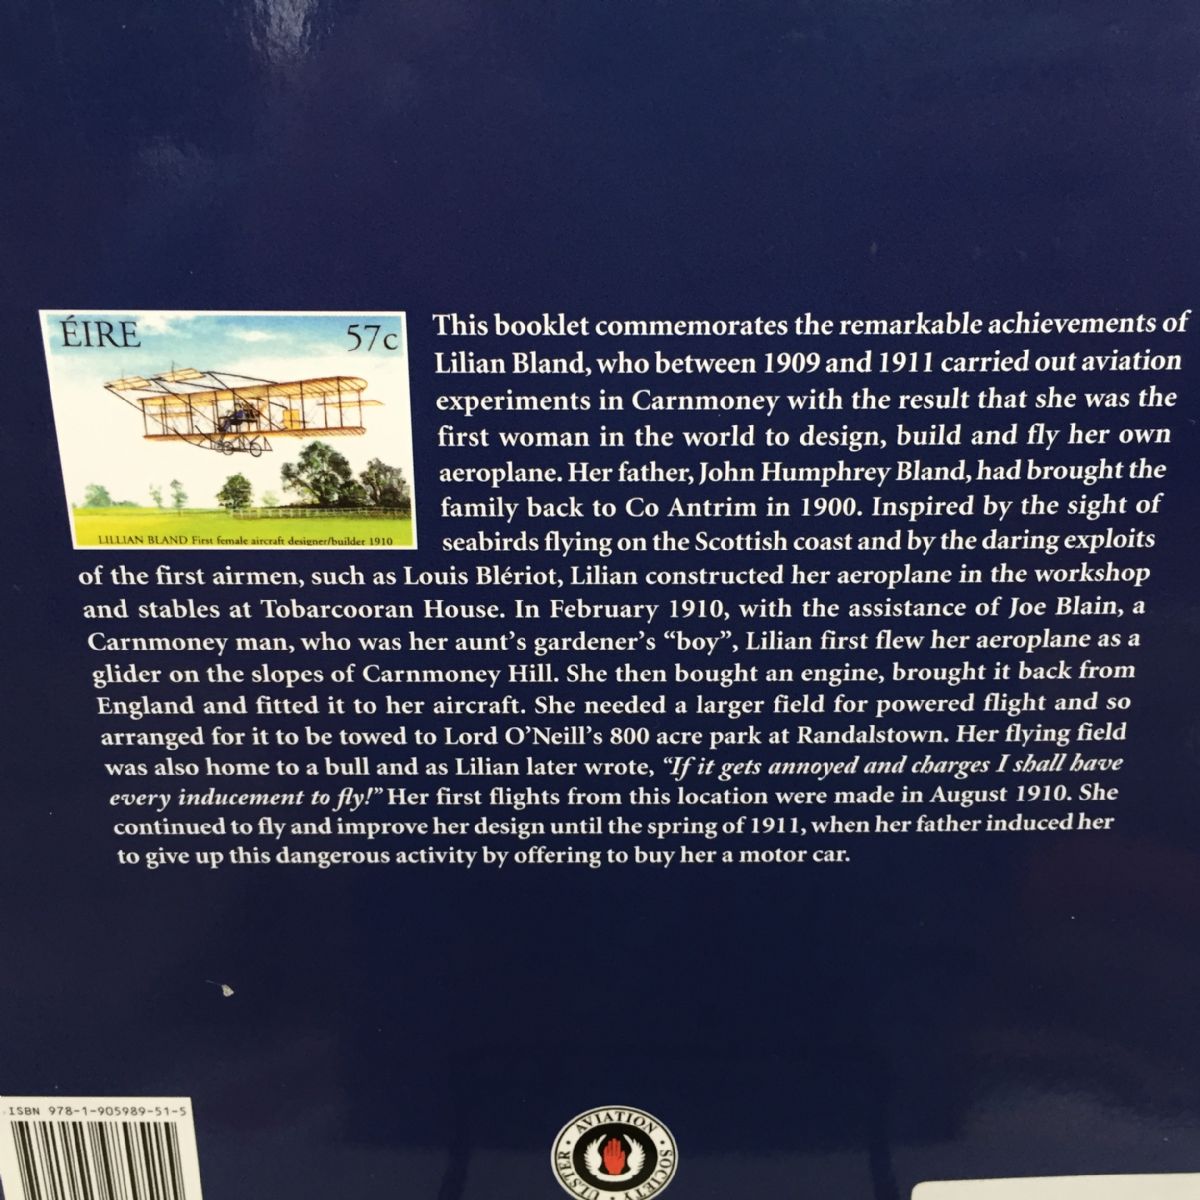 ÉIRE 57c
LILLIAN BLAND First female aircraft designer/builder 1910
This booklet commemorates the remarkable achievements of
Lilian Bland, who between 1909 and 1911 carried out aviation
experiments in Carnmoney with the result that she was the
first woman in the world to design, build and fly her own
aeroplane. Her father, John Humphrey Bland, had brought the
family back to Co Antrim in 1900. Inspired by the sight of
seabirds flying on the Scottish coast and by the daring exploits
of the first airmen, such as Louis Blériot, Lilian constructed her aeroplane in the workshop
and stables at Tobarcooran House. In February 1910, with the assistance of Joe Blain, a
Carnmoney man, who was her aunt's gardener's “boy”, Lilian first flew her aeroplane as a
glider on the slopes of Carnmoney Hill. She then bought an engine, brought it back from
England and fitted it to her aircraft. She needed a larger field for powered flight and so
arranged for it to be towed to Lord O'Neill's 800 acre park at Randalstown. Her flying field
was also home to a bull and as Lilian later wrote, “If it gets annoyed and charges I shall have
every inducement to fly!” Her first flights from this location were made in August 1910. She
continued to fly and improve her design until the spring of 1911, when her father induced her
to give up this dangerous activity by offering to buy her a motor car.
ISBN 978-1-905989-51-5
ULSTER AVIATION SOCIETY